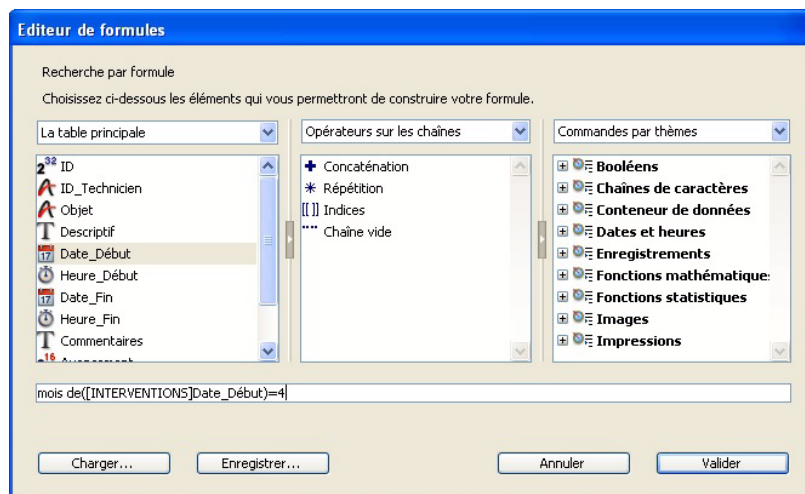 Editeur de formules
Recherche par formule
Choisissez ci-dessous les éléments qui vous permettront de construire votre formule.
La table principale
Opérateurs sur les chaînes
Commandes par thèmes
2³² ID
ID_Technicien
Objet
Descriptif
Date_Début
Heure_Début
Date_Fin
Heure_Fin
Commentaires
Concaténation
Répétition
[[ ]] Indices
"" Chaîne vide
Booléens
Chaînes de caractères
Conteneur de données
Dates et heures
Enregistrements
Fonctions mathématique
Fonctions statistiques
Images
Impressions
mois de([INTERVENTIONS]Date_Début)=4
Charger...
Enregistrer...
Annuler
Valider